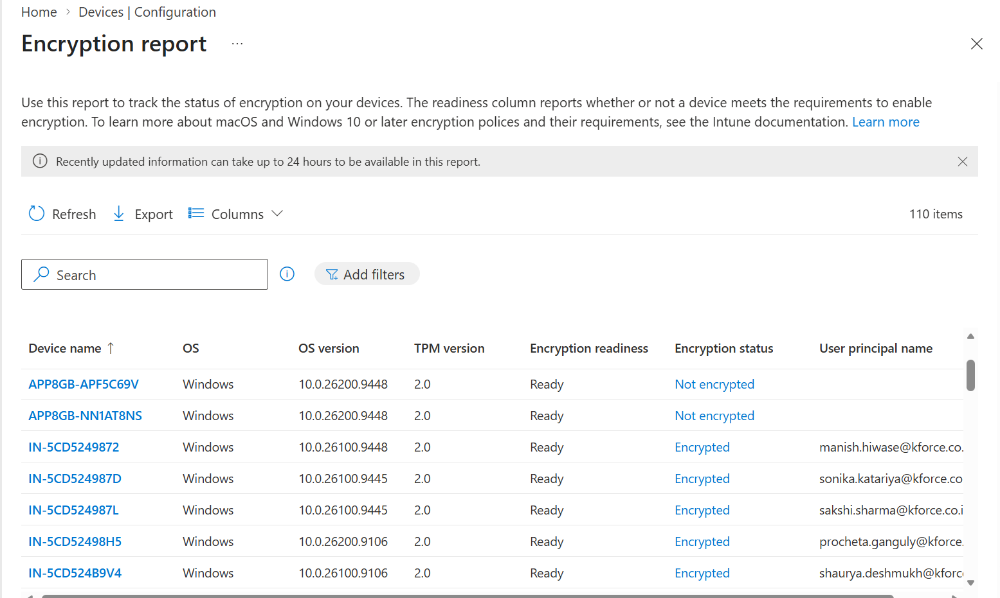 Home > Devices | Configuration
Encryption report ...
Use this report to track the status of encryption on your devices. The readiness column reports whether or not a device meets the requirements to enable
encryption. To learn more about macOS and Windows 10 or later encryption polices and their requirements, see the Intune documentation. Learn more
Recently updated information can take up to 24 hours to be available in this report.
Refresh Export Columns 110 items
Search Add filters
Device name ↑ OS OS version TPM version Encryption readiness Encryption status User principal name
APP8GB-APF5C69V Windows 10.0.26200.9448 2.0 Ready Not encrypted
APP8GB-NN1AT8NS Windows 10.0.26200.9448 2.0 Ready Not encrypted
IN-5CD5249872 Windows 10.0.26100.9448 2.0 Ready Encrypted manish.hiwase@kforce.co.
IN-5CD524987D Windows 10.0.26100.9445 2.0 Ready Encrypted sonika.katariya@kforce.co
IN-5CD524987L Windows 10.0.26100.9445 2.0 Ready Encrypted sakshi.sharma@kforce.co.i
IN-5CD52498H5 Windows 10.0.26200.9106 2.0 Ready Encrypted procheta.ganguly@kforce.
IN-5CD524B9V4 Windows 10.0.26100.9106 2.0 Ready Encrypted shaurya.deshmukh@kforc